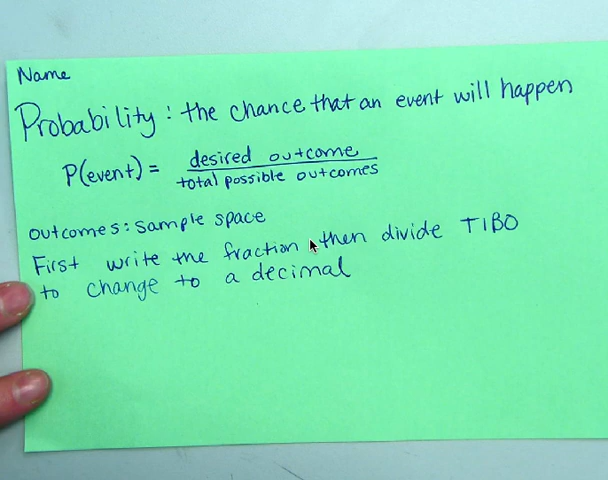 Name
Probability: the chance that an event will happen
P(event) = desired outcome
total possible outcomes
outcomes: sample space
First write the fraction then divide TIBO
to change to a decimal